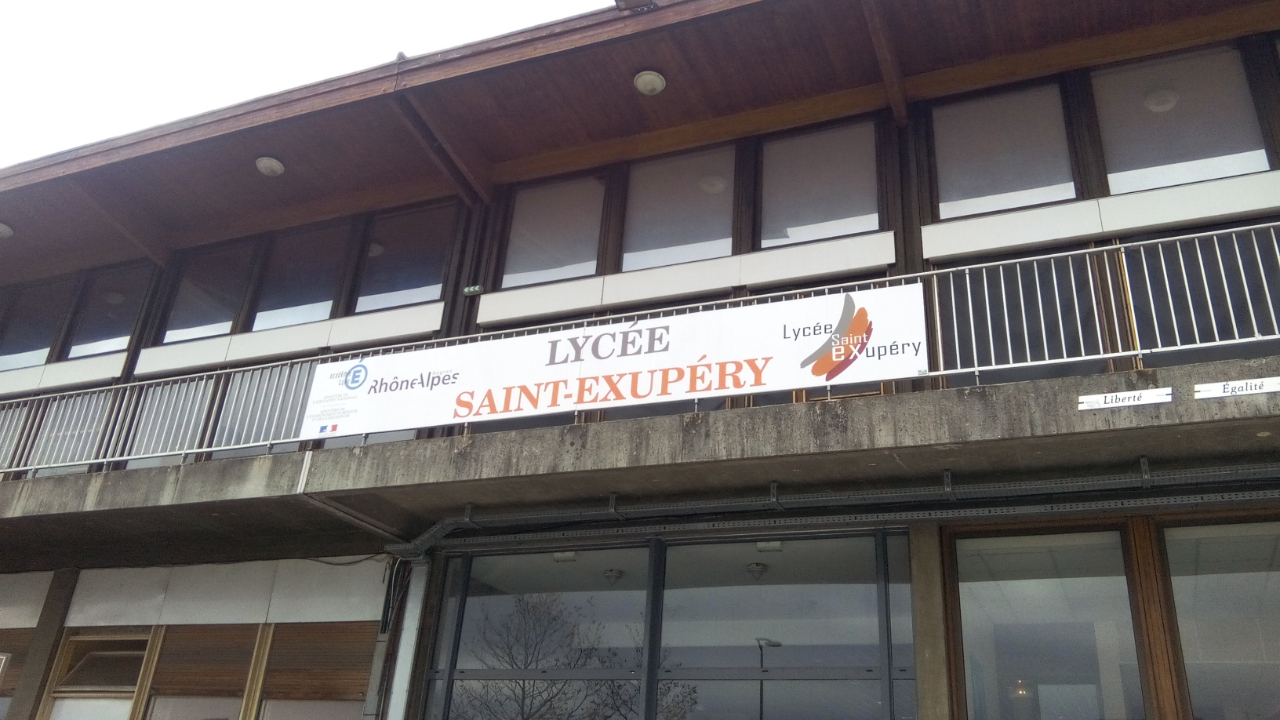 LYCÉE
SAINT-EXUPÉRY
RhôneAlpes
Lycée
Saint
exupéry
Liberté
Égalité